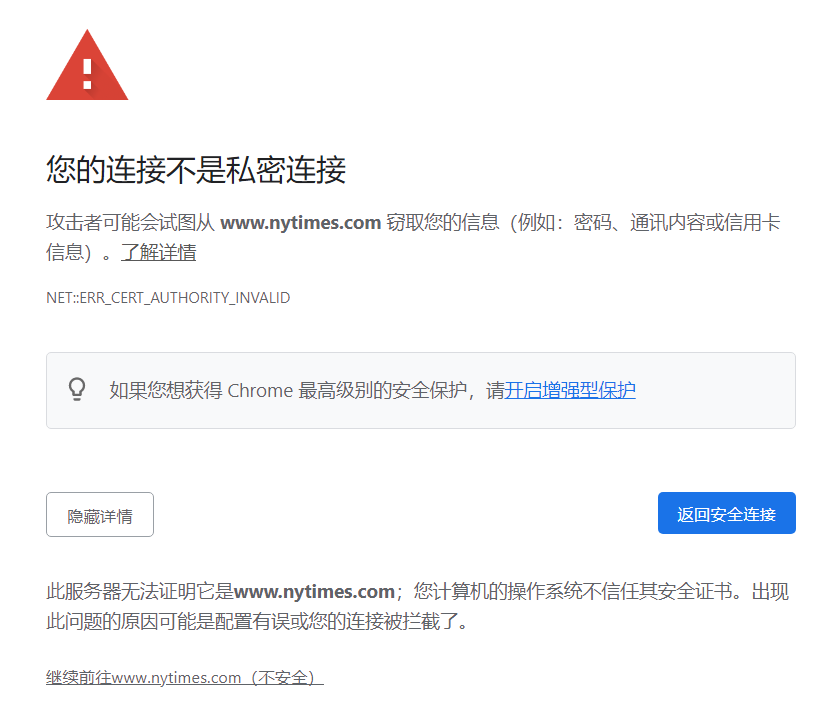 您的连接不是私密连接
攻击者可能会试图从 www.nytimes.com 窃取您的信息（例如：密码、通讯内容或信用卡
信息）。了解详情
NET::ERR_CERT_AUTHORITY_INVALID
如果您想获得 Chrome 最高级别的安全保护，请开启增强型保护
隐藏详情
返回安全连接
此服务器无法证明它是www.nytimes.com；您计算机的操作系统不信任其安全证书。出现
此问题的原因可能是配置有误或您的连接被拦截了。
继续前往www.nytimes.com（不安全）